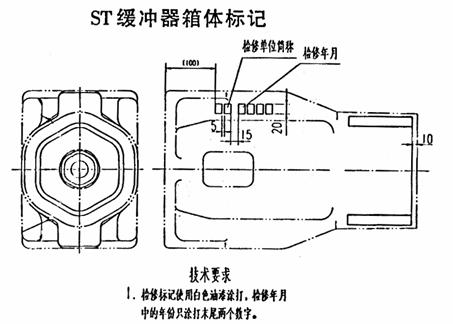 ST缓冲器箱体标记
检修单位简称
检修年月
(100)
5
15
20
10
技术要求
1. 检修标记使用白色油漆涂打。检修年月
中的年份只涂打末尾两个数字。